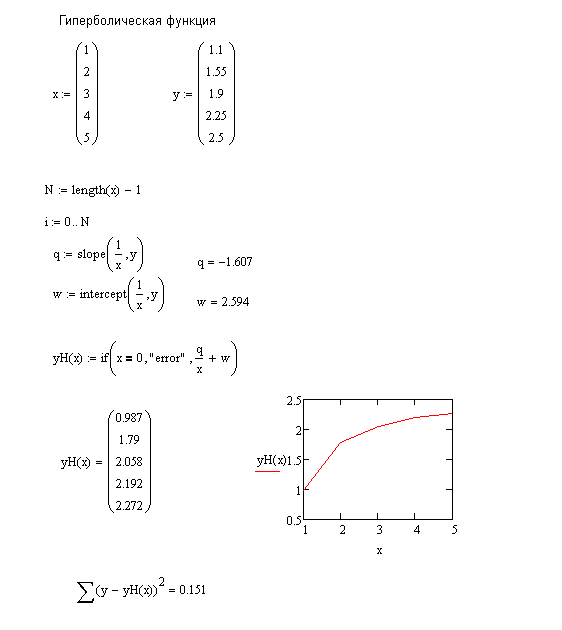 Гиперболическая функция
x := (1 2 3 4 5) y := (1.1 1.55 1.9 2.25 2.5)
N := length(x) − 1
i := 0 .. N
q := slope(1/x , y) q = −1.607
w := intercept(1/x , y) w = 2.594
yH(x) := if(x = 0 , "error" , q/x + w)
yH(x) = (0.987 1.79 2.058 2.192 2.272)
2.5
2
yH(x) 1.5
1
0.5
1 2 3 4 5
x
∑(y − yH(x))² = 0.151